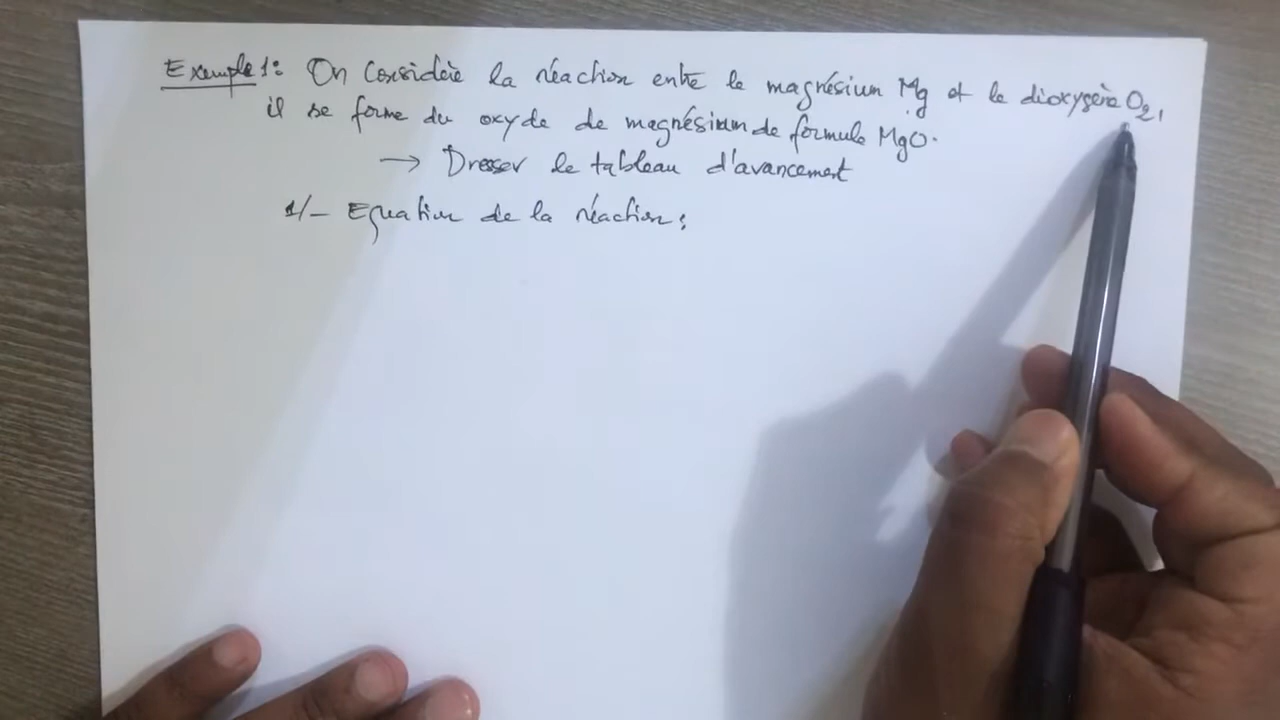 Exemple 1: On Considère la réaction entre le magnésium Mg et le dioxygène O2,
il se forme du oxyde de magnésium de formule MgO.
→ Dresser le tableau d'avancement
1/- Equation de la réaction: